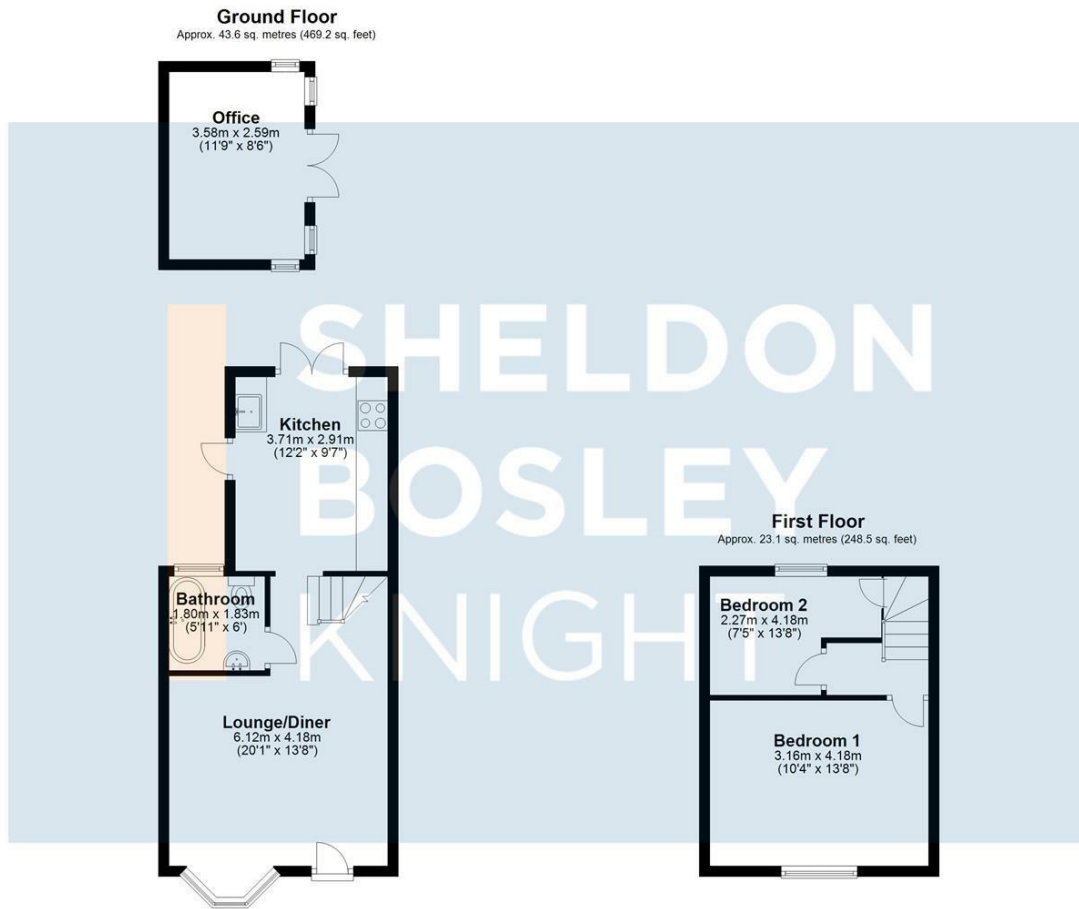 Ground Floor
Approx. 43.6 sq. metres (469.2 sq. feet)
Office
3.58m x 2.59m
(11'9" x 8'6")
SHELDON
BOSLEY
KNIGHT
Kitchen
3.71m x 2.91m
(12'2" x 9'7")
Bathroom
1.80m x 1.83m
(5'11" x 6')
Lounge/Diner
6.12m x 4.18m
(20'1" x 13'8")
First Floor
Approx. 23.1 sq. metres (248.5 sq. feet)
Bedroom 2
2.27m x 4.18m
(7'5" x 13'8")
Bedroom 1
3.16m x 4.18m
(10'4" x 13'8")